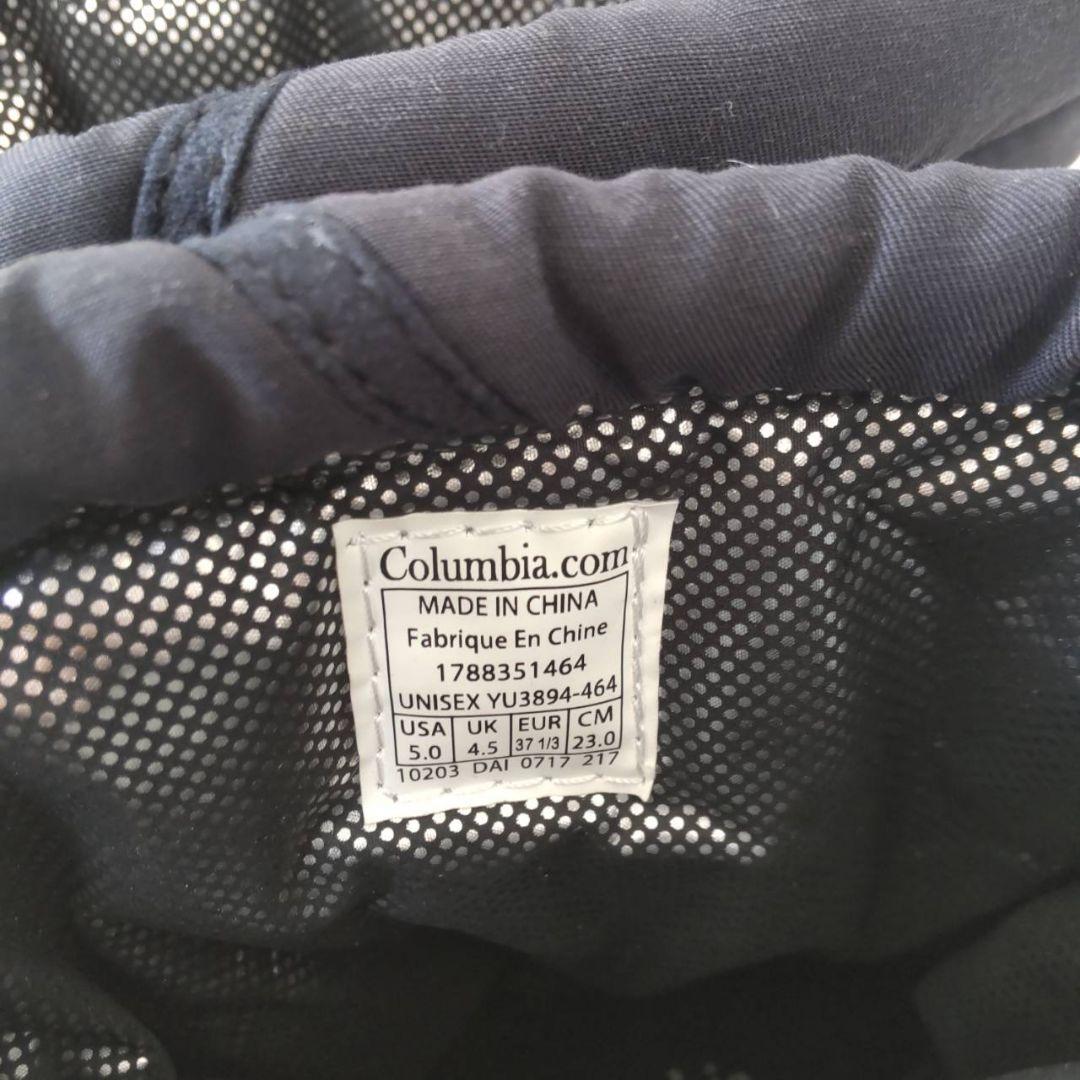 Columbia.com
MADE IN CHINA
Fabrique En Chine
1788351464
UNISEX YU3894-464
USA UK EUR CM
5.0 4.5 37 1/3 23.0
10203 DAI 0717 217